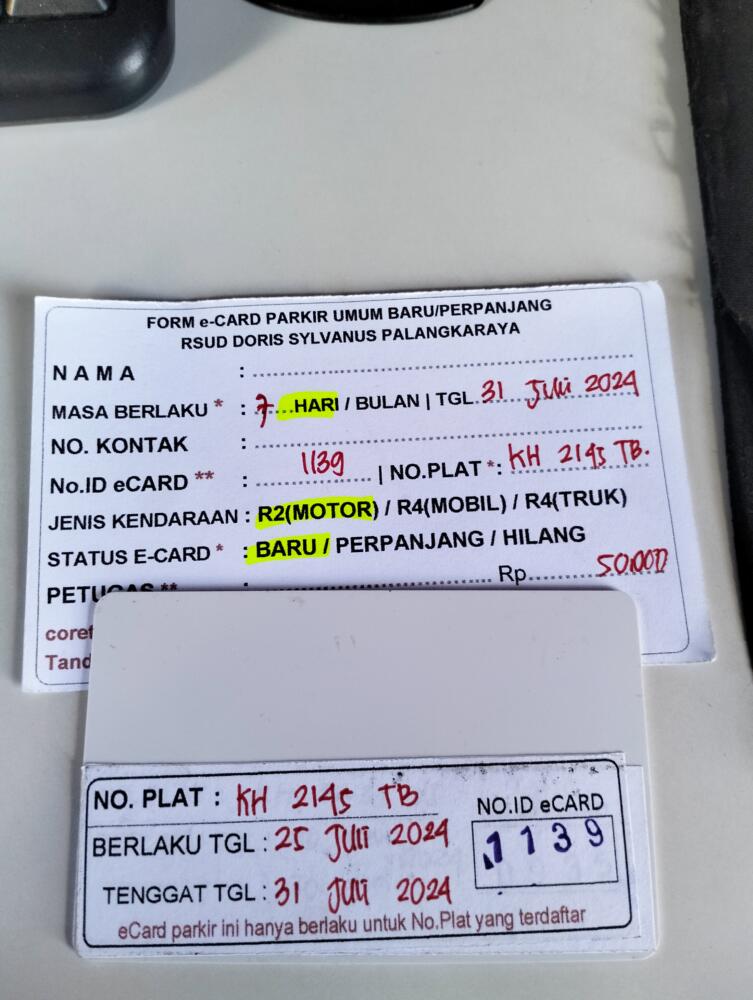 FORM e-CARD PARKIR UMUM BARU/PERPANJANG
RSUD DORIS SYLVANUS PALANGKARAYA
NAMA : ..........
MASA BERLAKU * : 7 HARI / BULAN | TGL. 31 Juli 2024
NO. KONTAK : ..........
No.ID eCARD ** : 1139 | NO.PLAT *: KH 2145 TB.
JENIS KENDARAAN : R2(MOTOR) / R4(MOBIL) / R4(TRUK)
STATUS E-CARD * : BARU / PERPANJANG / HILANG
PETUGAS ** : .......... Rp. 50.000
coret
Tand
NO. PLAT : KH 2145 TB
BERLAKU TGL : 25 Juli 2024
TENGGAT TGL : 31 Juli 2024
NO.ID eCARD
1139
eCard parkir ini hanya berlaku untuk No.Plat yang terdaftar